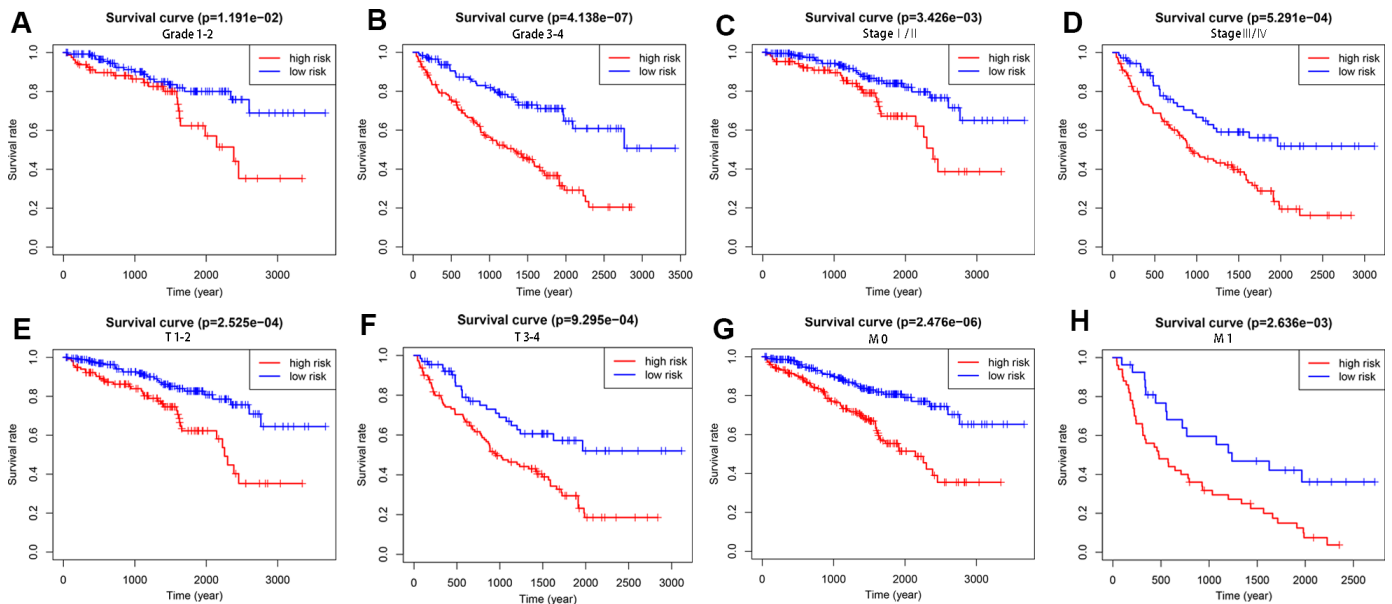 A
Survival curve (p=1.191e−02)
Grade 1-2
high risk
low risk
Survival rate
1.0
0.8
0.6
0.4
0.2
0.0
0 1000 2000 3000
Time (year)
B
Survival curve (p=4.138e−07)
Grade 3-4
high risk
low risk
Survival rate
1.0
0.8
0.6
0.4
0.2
0.0
0 500 1000 1500 2000 2500 3000 3500
Time (year)
C
Survival curve (p=3.426e−03)
Stage Ⅰ/II
high risk
low risk
Survival rate
1.0
0.8
0.6
0.4
0.2
0.0
0 1000 2000 3000
Time (year)
D
Survival curve (p=5.291e−04)
StageIII/IV
high risk
low risk
Survival rate
1.0
0.8
0.6
0.4
0.2
0.0
0 500 1000 1500 2000 2500 3000
Time (year)
E
Survival curve (p=2.525e−04)
T 1-2
high risk
low risk
Survival rate
1.0
0.8
0.6
0.4
0.2
0.0
0 1000 2000 3000
Time (year)
F
Survival curve (p=9.295e−04)
T 3-4
high risk
low risk
Survival rate
1.0
0.8
0.6
0.4
0.2
0.0
0 500 1000 1500 2000 2500 3000
Time (year)
G
Survival curve (p=2.476e−06)
M 0
high risk
low risk
Survival rate
1.0
0.8
0.6
0.4
0.2
0.0
0 1000 2000 3000
Time (year)
H
Survival curve (p=2.636e−03)
M 1
high risk
low risk
Survival rate
1.0
0.8
0.6
0.4
0.2
0.0
0 500 1000 1500 2000 2500
Time (year)